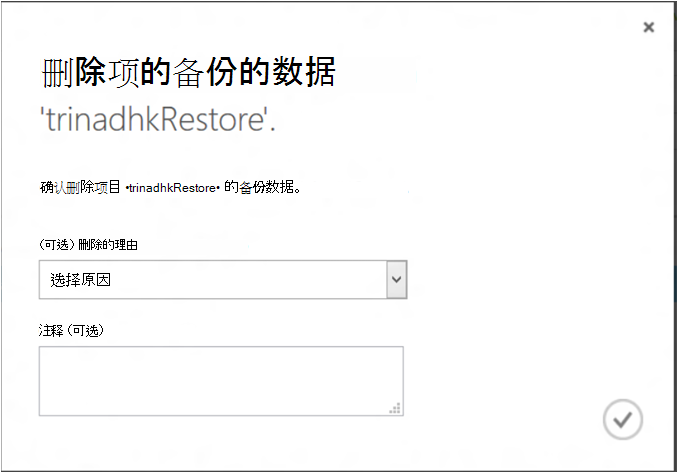 删除项的备份的数据
'trinadhkRestore'.
确认删除项目 •trinadhkRestore• 的备份数据。
(可选) 删除的理由
选择原因
注释 (可选)